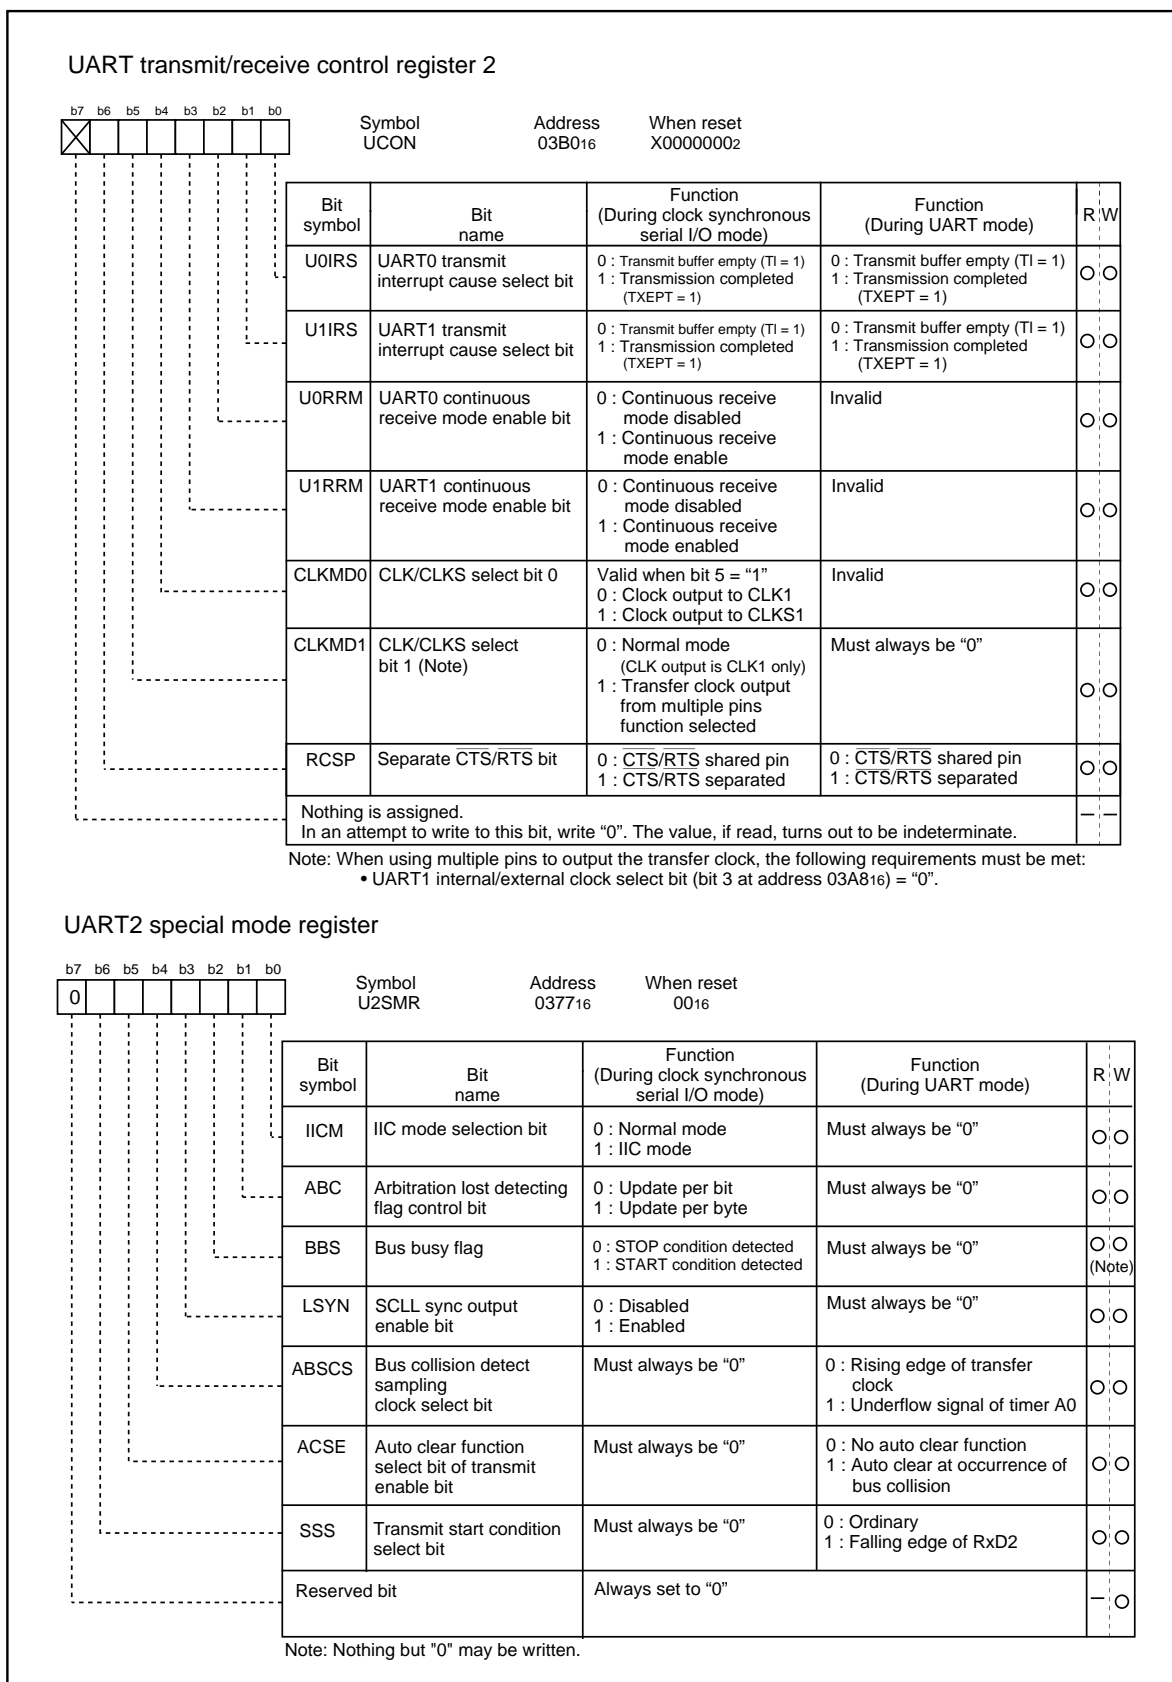 UART transmit/receive control register 2
b7 b6 b5 b4 b3 b2 b1 b0
Symbol Address When reset
UCON 03B016 X00000002
Bit symbol
Bit name
Function (During clock synchronous serial I/O mode)
Function (During UART mode)
R W
U0IRS
UART0 transmit
interrupt cause select bit
0 : Transmit buffer empty (TI = 1)
1 : Transmission completed
(TXEPT = 1)
0 : Transmit buffer empty (TI = 1)
1 : Transmission completed
(TXEPT = 1)
U1IRS
UART1 transmit
interrupt cause select bit
0 : Transmit buffer empty (TI = 1)
1 : Transmission completed
(TXEPT = 1)
0 : Transmit buffer empty (TI = 1)
1 : Transmission completed
(TXEPT = 1)
U0RRM
UART0 continuous
receive mode enable bit
0 : Continuous receive
mode disabled
1 : Continuous receive
mode enable
Invalid
U1RRM
UART1 continuous
receive mode enable bit
0 : Continuous receive
mode disabled
1 : Continuous receive
mode enabled
Invalid
CLKMD0
CLK/CLKS select bit 0
Valid when bit 5 = “1”
0 : Clock output to CLK1
1 : Clock output to CLKS1
Invalid
CLKMD1
CLK/CLKS select
bit 1 (Note)
0 : Normal mode
(CLK output is CLK1 only)
1 : Transfer clock output
from multiple pins
function selected
Must always be “0”
RCSP
Separate CTS/RTS bit
0 : CTS/RTS shared pin
1 : CTS/RTS separated
0 : CTS/RTS shared pin
1 : CTS/RTS separated
Nothing is assigned.
In an attempt to write to this bit, write “0”. The value, if read, turns out to be indeterminate.
– –
Note: When using multiple pins to output the transfer clock, the following requirements must be met:
• UART1 internal/external clock select bit (bit 3 at address 03A816) = “0”.
UART2 special mode register
b7 b6 b5 b4 b3 b2 b1 b0
0
Symbol Address When reset
U2SMR 037716 0016
Bit symbol
Bit name
Function (During clock synchronous serial I/O mode)
Function (During UART mode)
R W
IICM
IIC mode selection bit
0 : Normal mode
1 : IIC mode
Must always be “0”
ABC
Arbitration lost detecting
flag control bit
0 : Update per bit
1 : Update per byte
Must always be “0”
BBS
Bus busy flag
0 : STOP condition detected
1 : START condition detected
Must always be “0”
(Note)
LSYN
SCLL sync output
enable bit
0 : Disabled
1 : Enabled
Must always be “0”
ABSCS
Bus collision detect
sampling
clock select bit
Must always be “0”
0 : Rising edge of transfer
clock
1 : Underflow signal of timer A0
ACSE
Auto clear function
select bit of transmit
enable bit
Must always be “0”
0 : No auto clear function
1 : Auto clear at occurrence of
bus collision
SSS
Transmit start condition
select bit
Must always be “0”
0 : Ordinary
1 : Falling edge of RxD2
Reserved bit
Always set to “0”
–
Note: Nothing but "0" may be written.